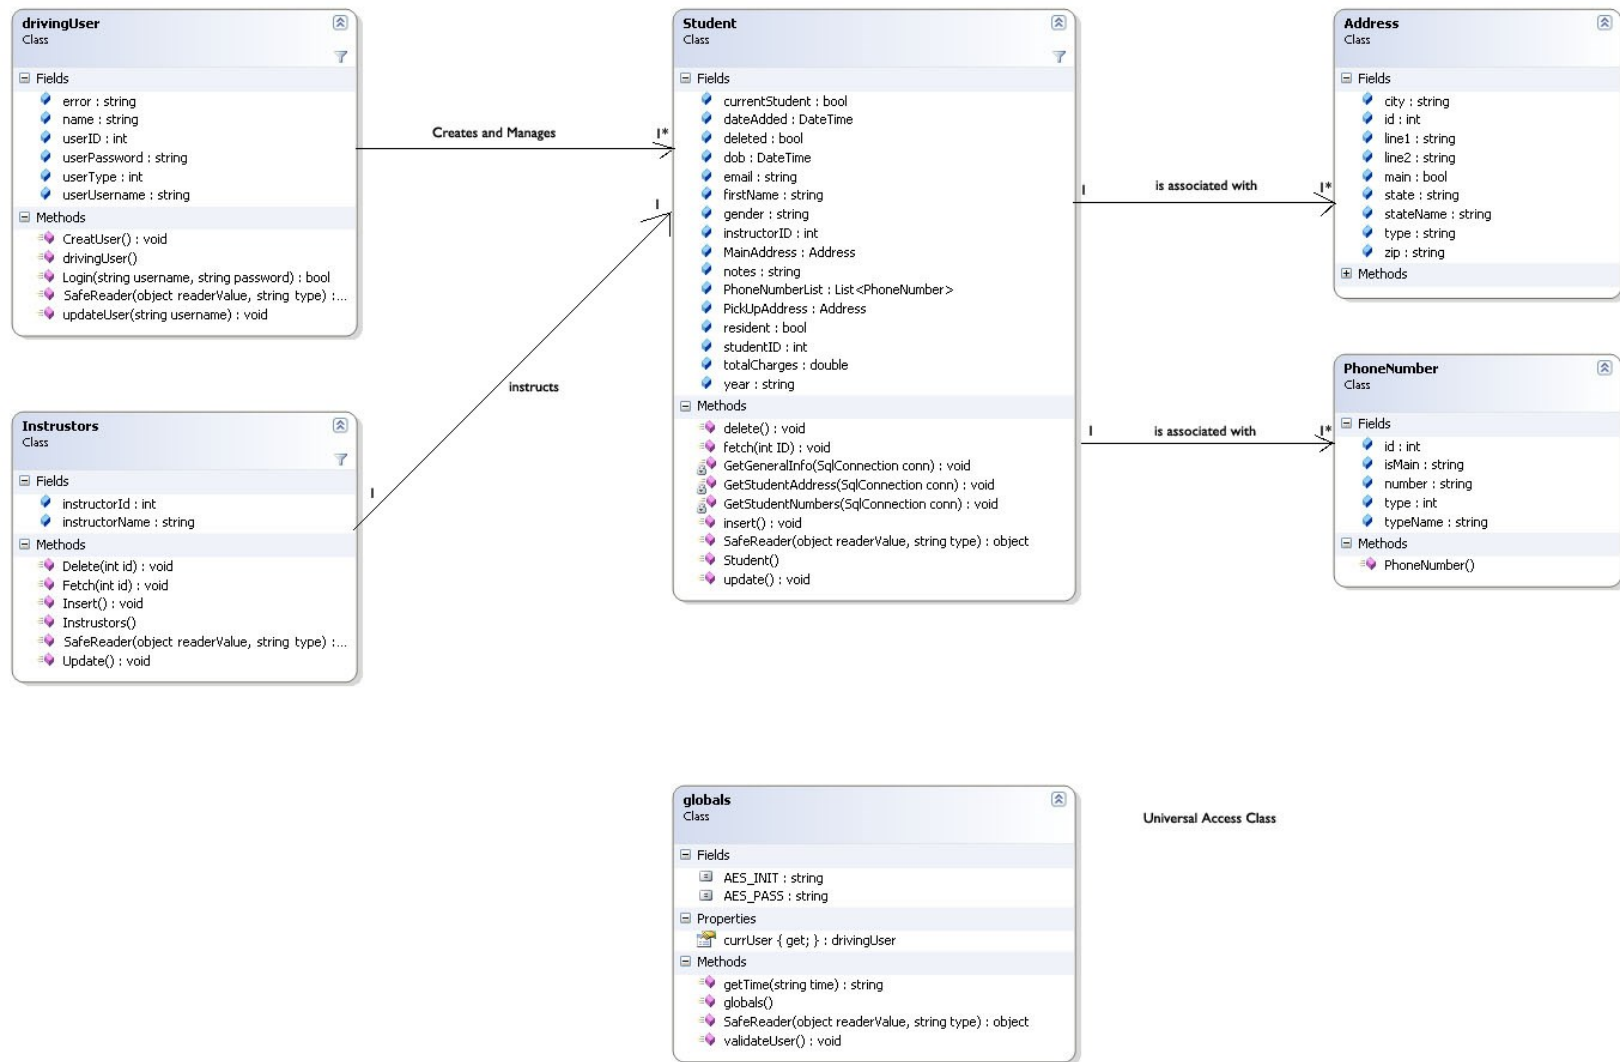 drivingUser
Class
Fields
error : string
name : string
userID : int
userPassword : string
userType : int
userUsername : string
Methods
CreatUser() : void
drivingUser()
Login(string username, string password) : bool
SafeReader(object readerValue, string type) :...
updateUser(string username) : void
Creates and Manages
1*
Instrustors
Class
Fields
instructorId : int
instructorName : string
Methods
Delete(int id) : void
Fetch(int id) : void
Insert() : void
Instrustors()
SafeReader(object readerValue, string type) :...
Update() : void
1
instructs
1
Student
Class
Fields
currentStudent : bool
dateAdded : DateTime
deleted : bool
dob : DateTime
email : string
firstName : string
gender : string
instructorID : int
MainAddress : Address
notes : string
PhoneNumberList : List<PhoneNumber>
PickUpAddress : Address
resident : bool
studentID : int
totalCharges : double
year : string
Methods
delete() : void
fetch(int ID) : void
GetGeneralInfo(SqlConnection conn) : void
GetStudentAddress(SqlConnection conn) : void
GetStudentNumbers(SqlConnection conn) : void
insert() : void
SafeReader(object readerValue, string type) : object
Student()
update() : void
1
is associated with
1*
1
is associated with
1*
Address
Class
Fields
city : string
id : int
line1 : string
line2 : string
main : bool
state : string
stateName : string
type : string
zip : string
Methods
PhoneNumber
Class
Fields
id : int
isMain : string
number : string
type : int
typeName : string
Methods
PhoneNumber()
globals
Class
Fields
AES_INIT : string
AES_PASS : string
Properties
currUser { get; } : drivingUser
Methods
getTime(string time) : string
globals()
SafeReader(object readerValue, string type) : object
validateUser() : void
Universal Access Class